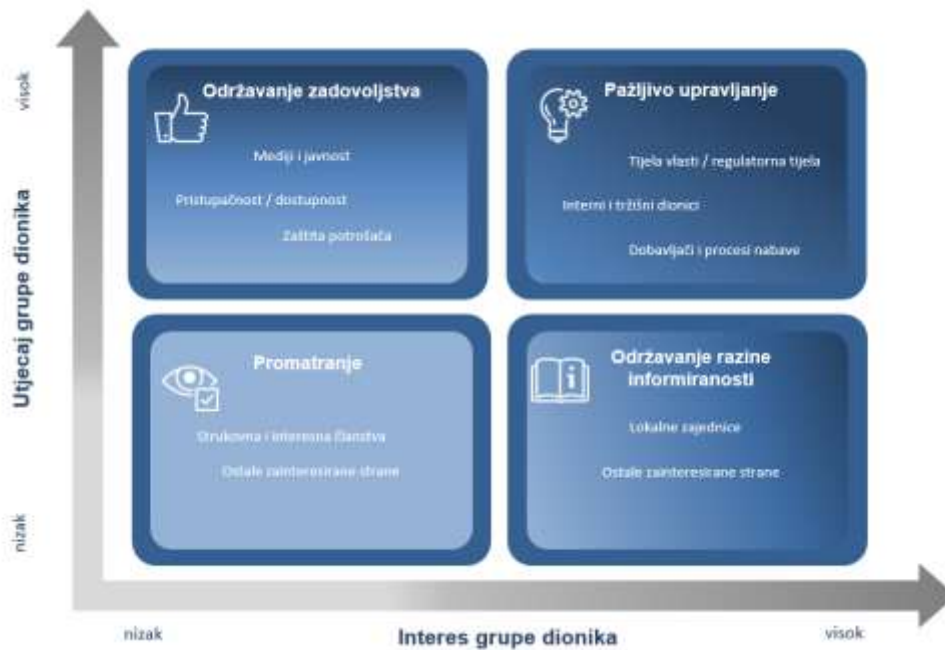 visok
Utjecaj grupe dionika
nizak
Održavanje zadovoljstva
Mediji i javnost
Pristupačnost / dostupnost
Zaštita potrošača
Pažljivo upravljanje
Tijela vlasti / regulatorna tijela
Interni i tržišni dionici
Dobavljači i procesi nabave
Promatranje
Strukovna i interesna članstva
Ostale zainteresirane strane
Održavanje razine
informiranosti
Lokalne zajednice
Ostale zainteresirane strane
nizak
Interes grupe dionika
visok